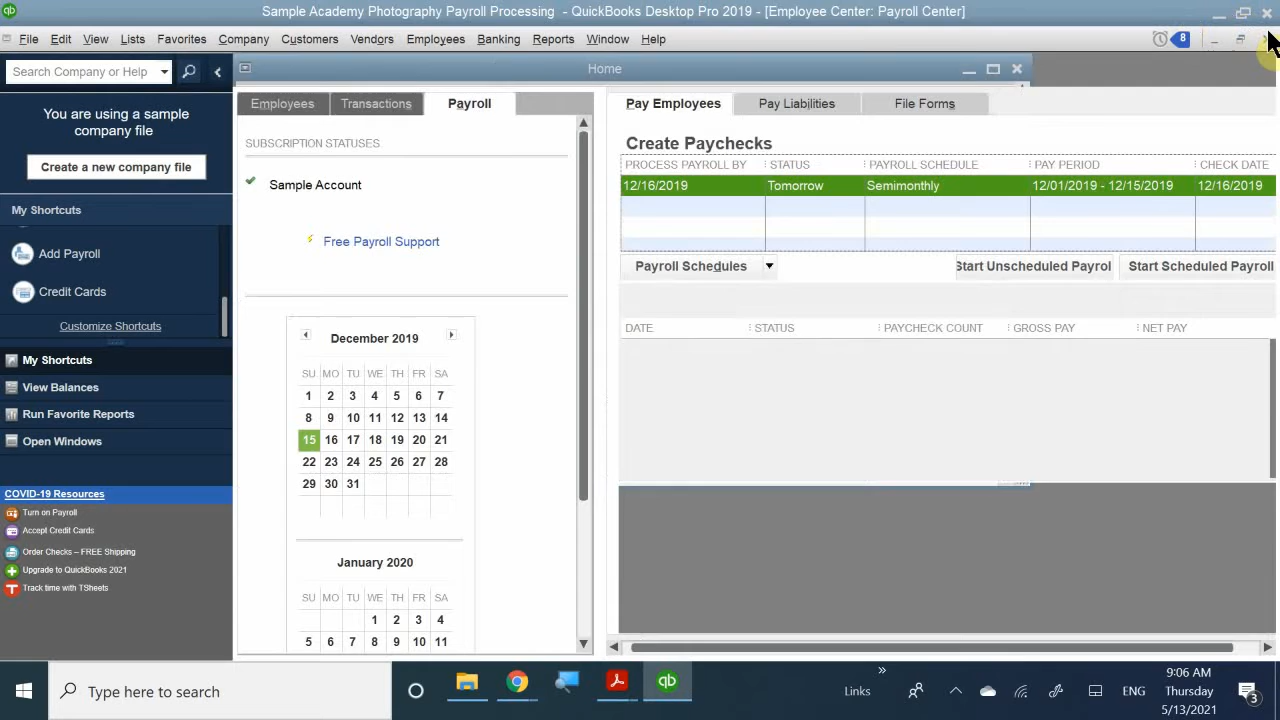 Sample Academy Photography Payroll Processing - QuickBooks Desktop Pro 2019 - [Employee Center: Payroll Center]
File Edit View Lists Favorites Company Customers Vendors Employees Banking Reports Window Help
8
Search Company or Help
Home
You are using a sample
company file
Create a new company file
My Shortcuts
Add Payroll
Credit Cards
Customize Shortcuts
My Shortcuts
View Balances
Run Favorite Reports
Open Windows
COVID-19 Resources
Turn on Payroll
Accept Credit Cards
Order Checks – FREE Shipping
Upgrade to QuickBooks 2021
Track time with TSheets
Employees Transactions Payroll
SUBSCRIPTION STATUSES
Sample Account
Free Payroll Support
December 2019
SU MO TU WE TH FR SA
1 2 3 4 5 6 7
8 9 10 11 12 13 14
15 16 17 18 19 20 21
22 23 24 25 26 27 28
29 30 31
January 2020
SU MO TU WE TH FR SA
1 2 3 4
5 6 7 8 9 10 11
Pay Employees Pay Liabilities File Forms
Create Paychecks
PROCESS PAYROLL BY STATUS PAYROLL SCHEDULE PAY PERIOD CHECK DATE
12/16/2019 Tomorrow Semimonthly 12/01/2019 - 12/15/2019 12/16/2019
Payroll Schedules Start Unscheduled Payrol Start Scheduled Payroll
DATE STATUS PAYCHECK COUNT GROSS PAY NET PAY
Type here to search
qb
Links
ENG
9:06 AM
Thursday
5/13/2021
3